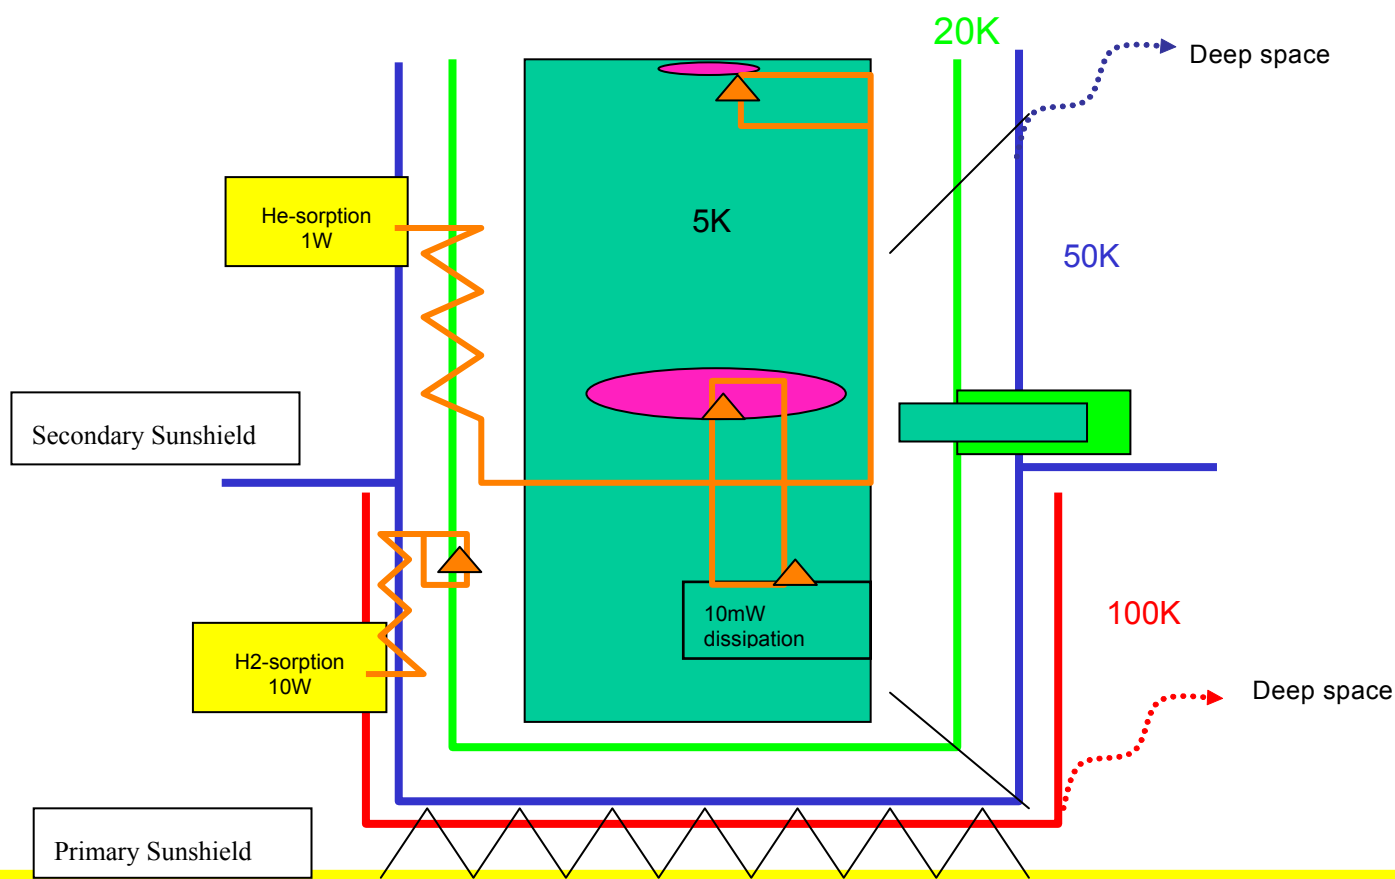 20K
Deep space
He-sorption
1W
5K
50K
Secondary Sunshield
10mW
dissipation
100K
H2-sorption
10W
Deep space
Primary Sunshield